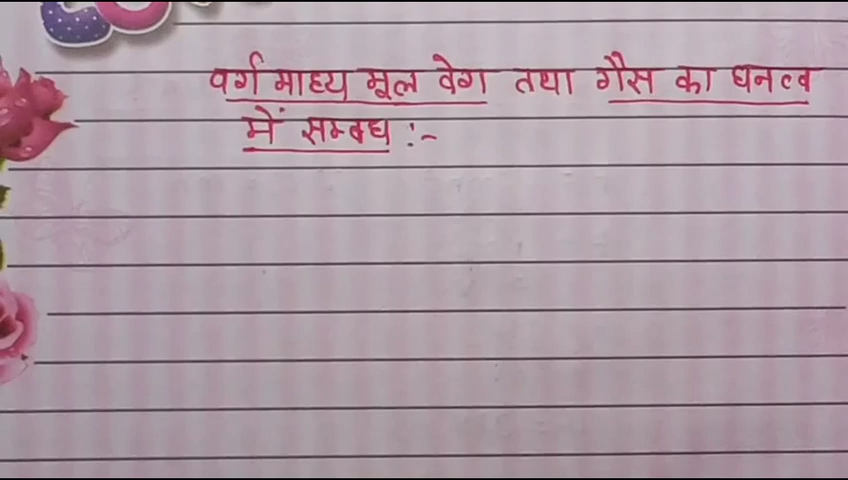 वर्ग माध्य मूल वेग तथा गैस का घनत्व
में सम्बंध :-